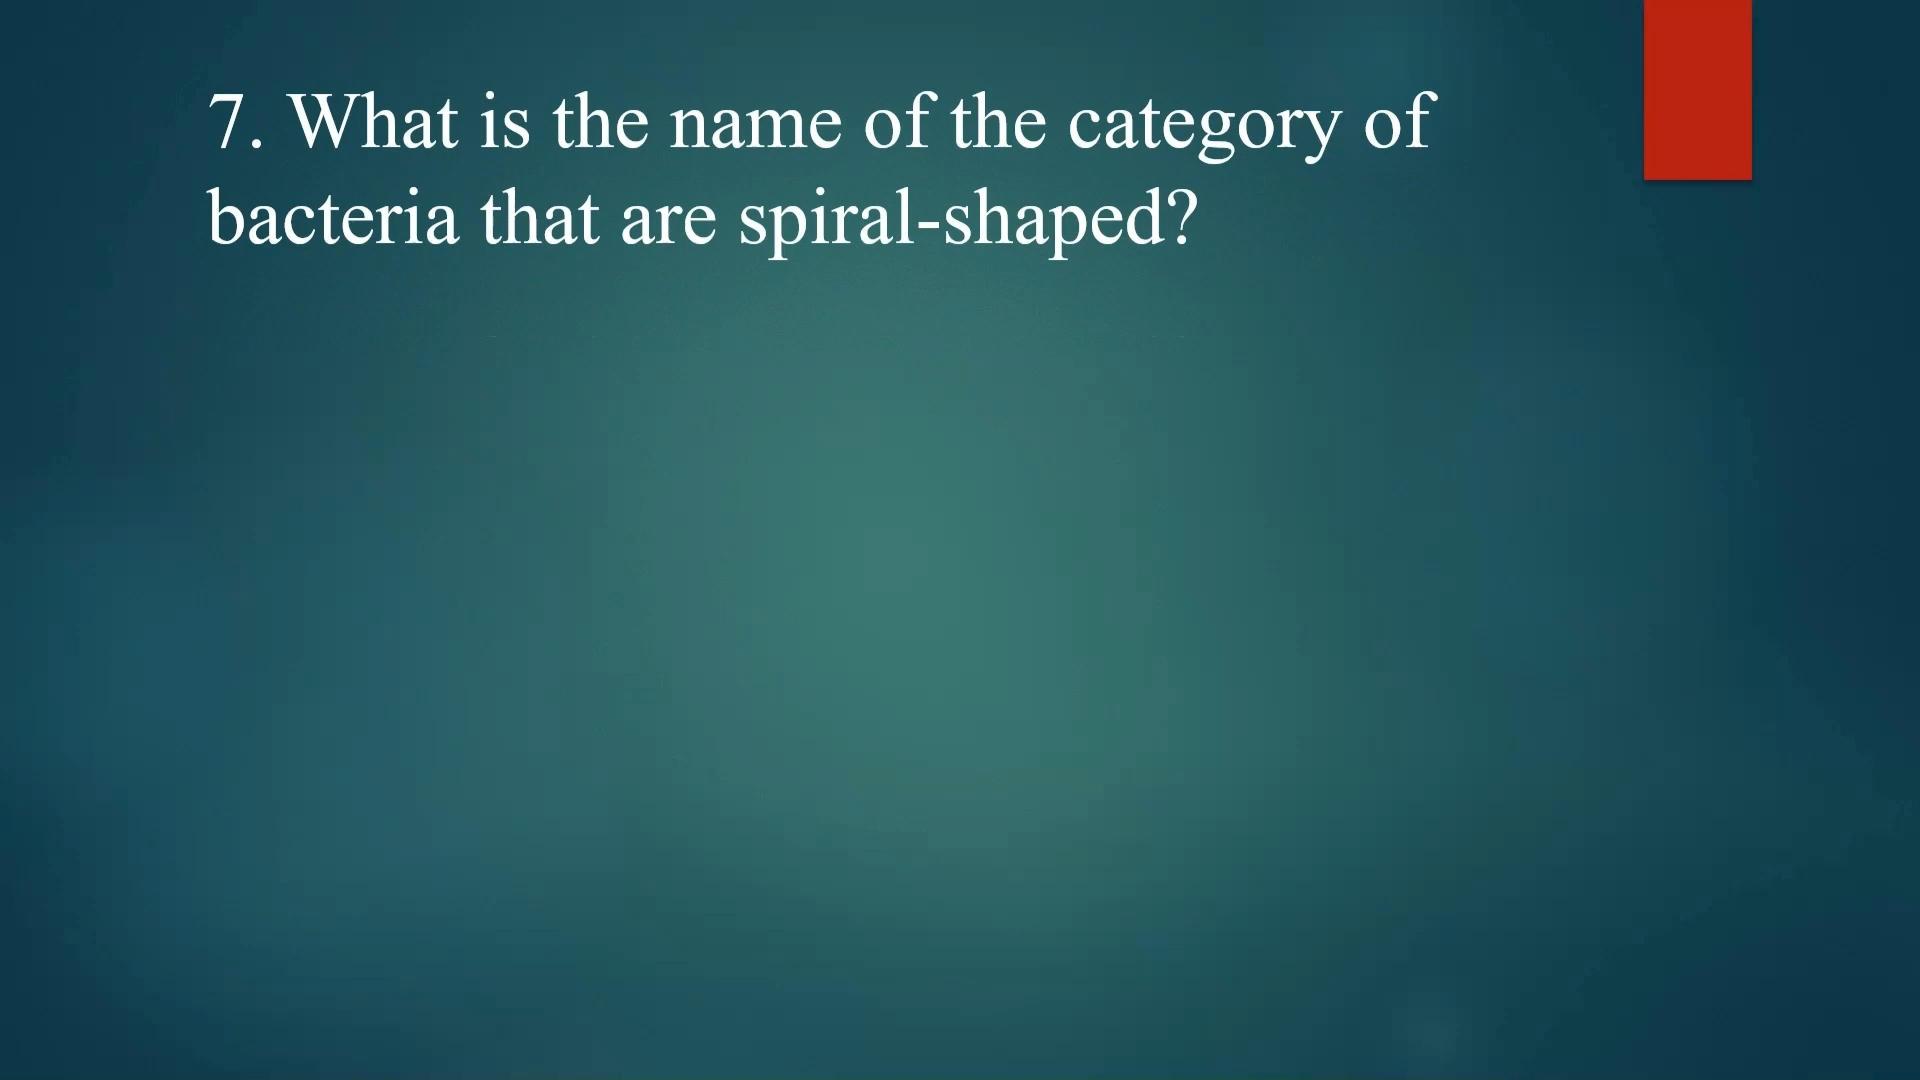 7. What is the name of the category of
bacteria that are spiral-shaped?